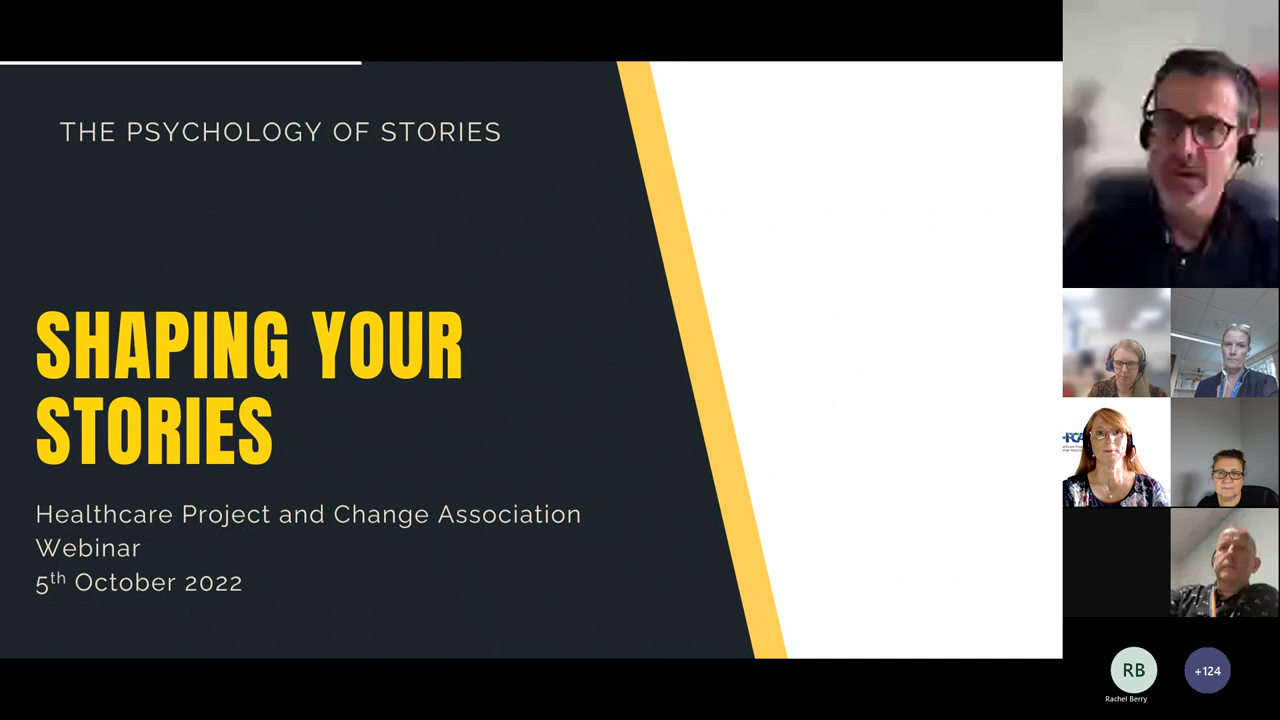 THE PSYCHOLOGY OF STORIES
SHAPING YOUR
STORIES
Healthcare Project and Change Association
Webinar
5th October 2022
RB
+124
Rachel Berry